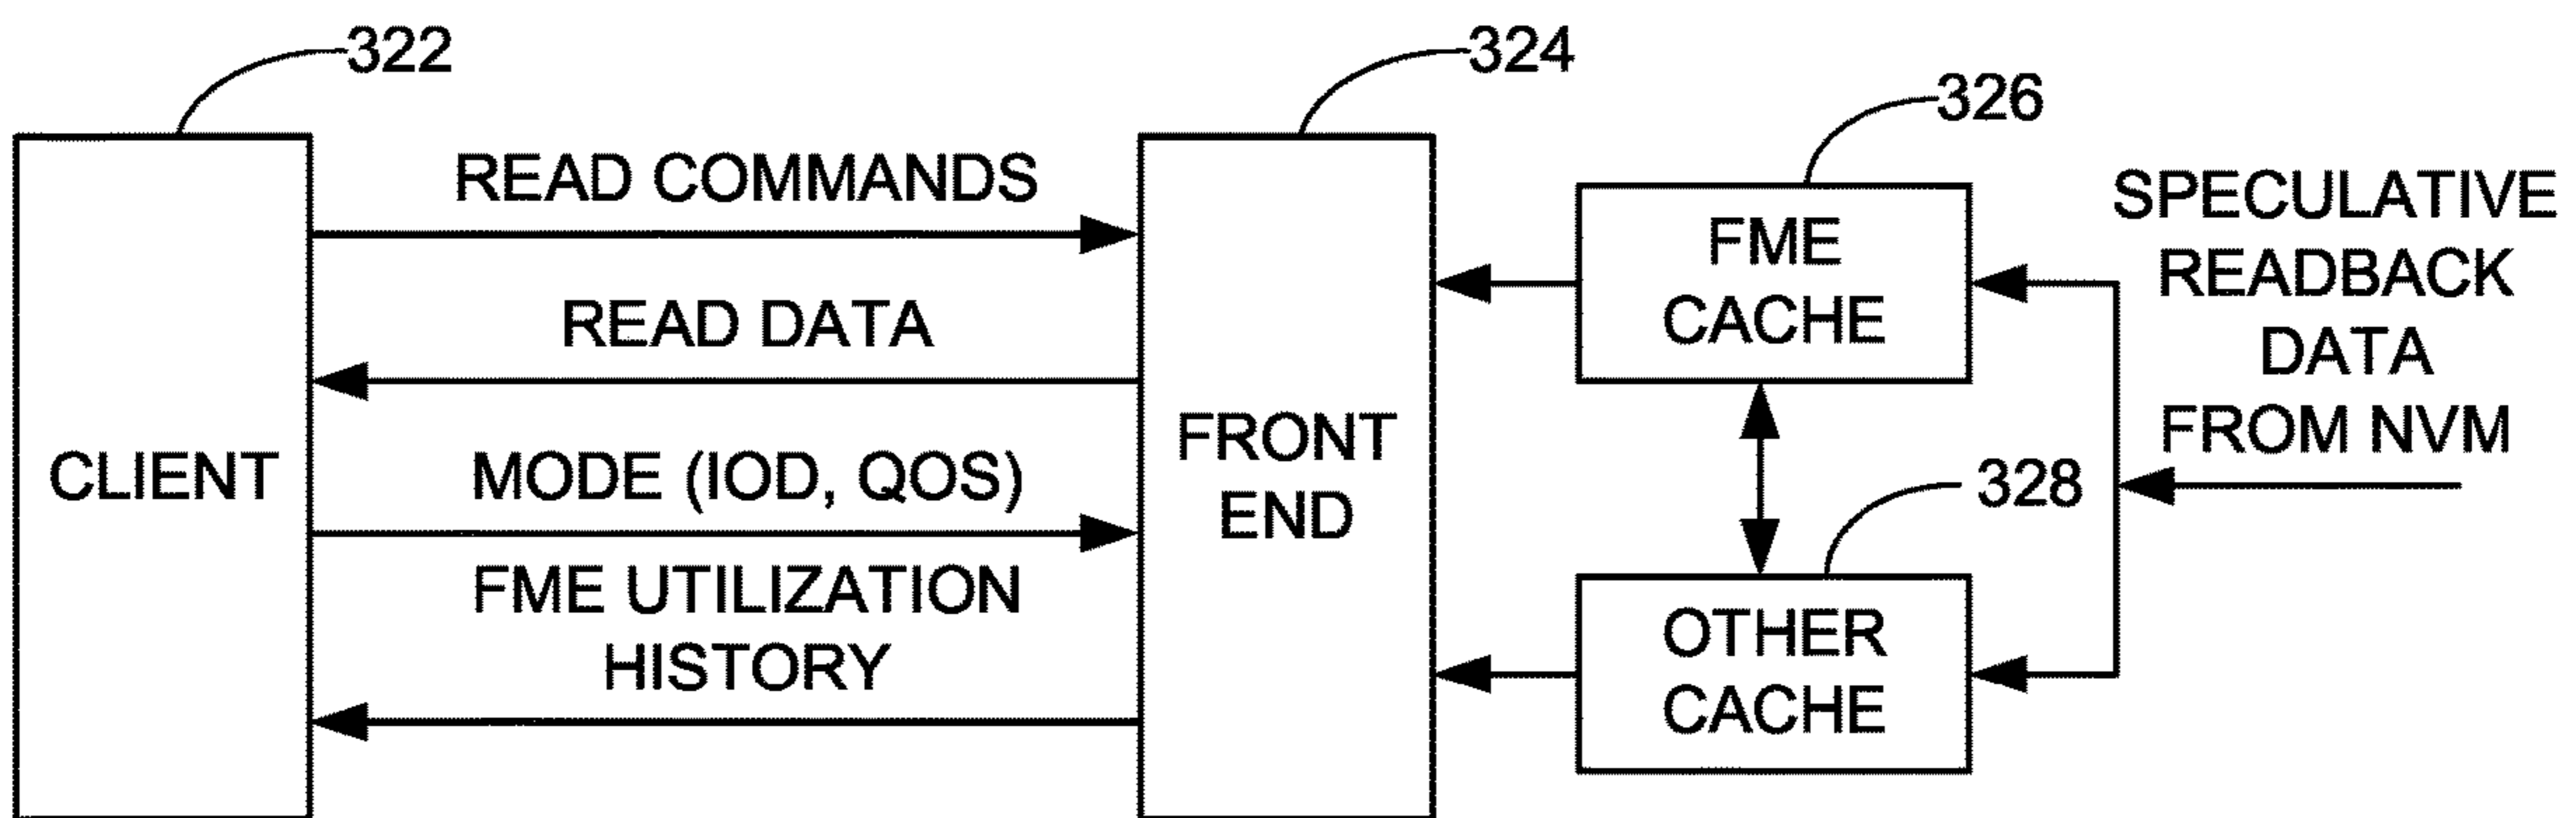 322
324
326
READ COMMANDS
SPECULATIVE
READBACK
DATA
FROM NVM
FME
CACHE
READ DATA
FRONT
END
CLIENT
MODE (IOD, QOS)
328
FME UTILIZATION
HISTORY
OTHER
CACHE